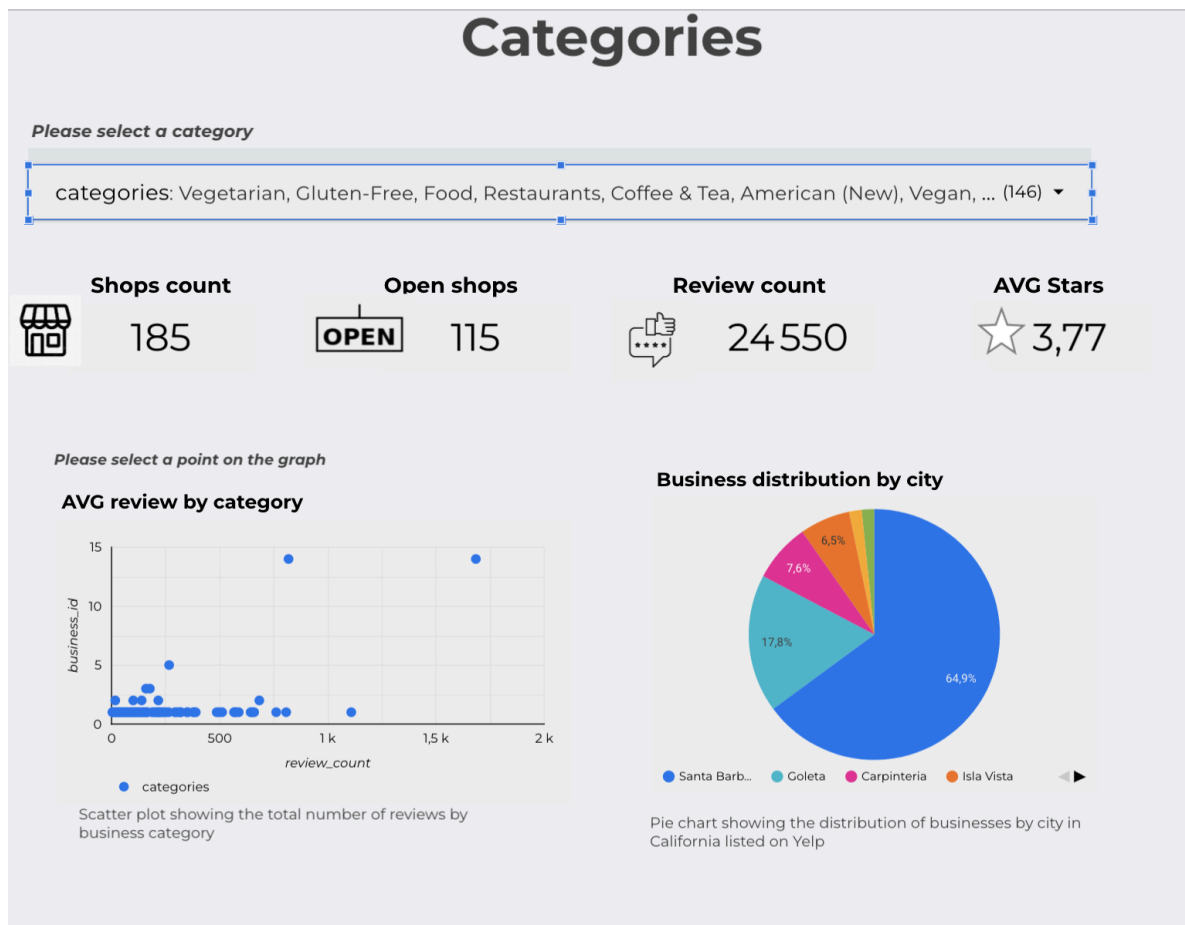 Categories
Please select a category
categories: Vegetarian, Gluten-Free, Food, Restaurants, Coffee & Tea, American (New), Vegan, ... (146)
Shops count
185
Open shops
OPEN
115
Review count
24 550
AVG Stars
3,77
Please select a point on the graph
AVG review by category
15
10
5
0
business_id
0 500 1 k 1,5 k 2 k
review_count
categories
Scatter plot showing the total number of reviews by
business category
Business distribution by city
6,5%
7,6%
17,8%
64,9%
Santa Barb... Goleta Carpinteria Isla Vista
Pie chart showing the distribution of businesses by city in
California listed on Yelp